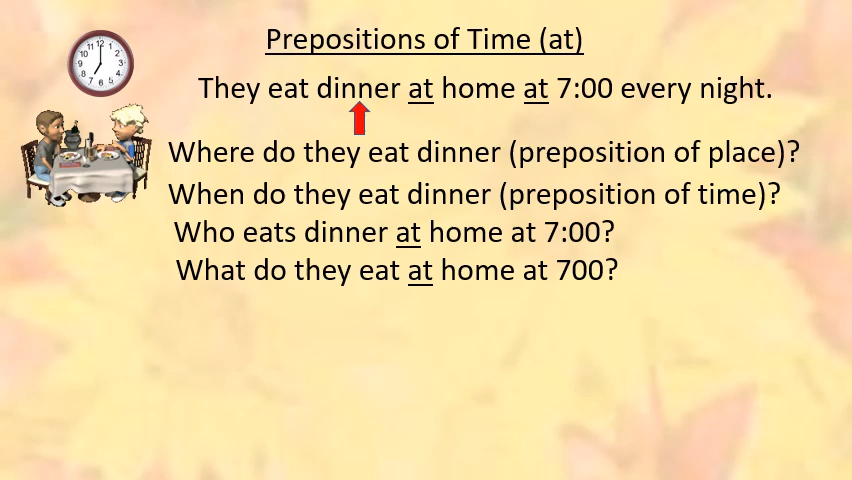 Prepositions of Time (at)
They eat dinner at home at 7:00 every night.
Where do they eat dinner (preposition of place)?
When do they eat dinner (preposition of time)?
Who eats dinner at home at 7:00?
What do they eat at home at 700?